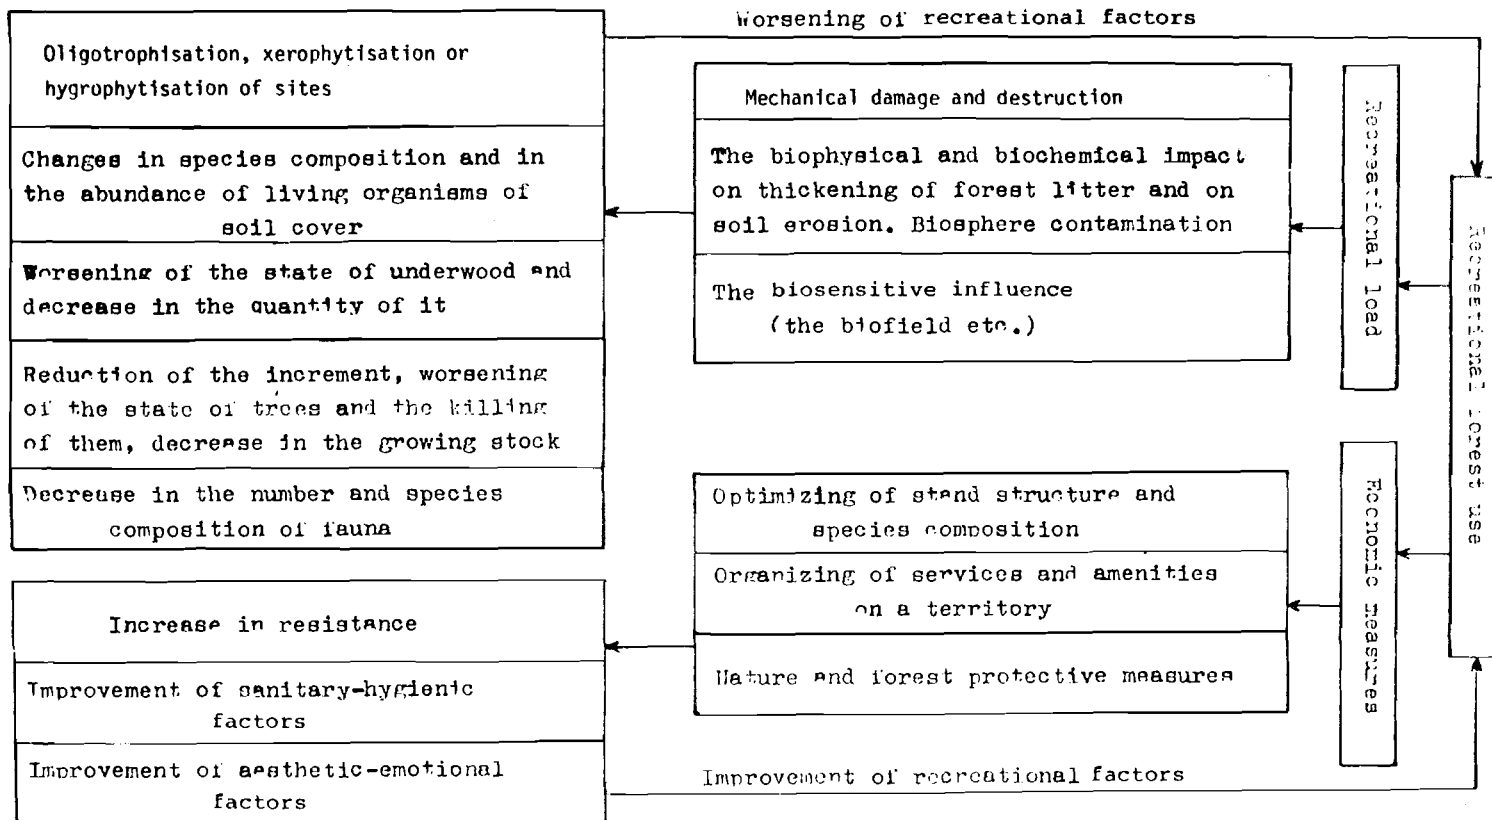 Worsening of recreational factors
Oligotrophisation, xerophytisation or
hygrophytisation of sites
Changes in species composition and in
the abundance of living organisms of
soil cover
Worsening of the state of underwood and
decrease in the quantity of it
Reduction of the increment, worsening
of the state of trees and the killing
of them, decrease in the growing stock
Decrease in the number and species
composition of fauna
Mechanical damage and destruction
The biophysical and biochemical impact
on thickening of forest litter and on
soil erosion. Biosphere contamination
The biosensitive influence
(the biofield etc.)
Recreational load
Recreational forest use
Increase in resistance
Improvement of sanitary-hygienic
factors
Improvement of aesthetic-emotional
factors
Optimizing of stand structure and
species composition
Organizing of services and amenities
on a territory
Nature and forest protective measures
Economic measures
Improvement of recreational factors